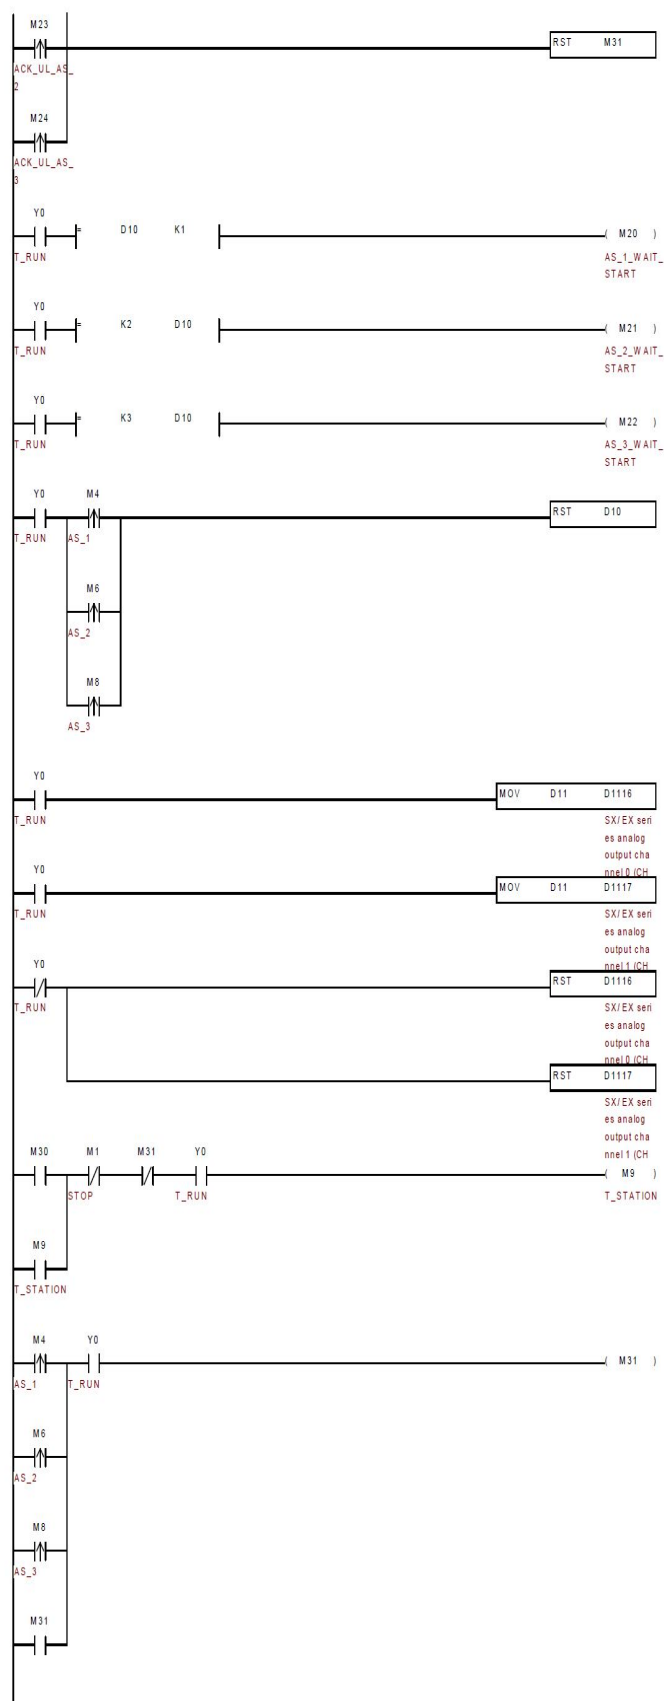 M23
RST M31
ACK_UL_AS_
2
M24
ACK_UL_AS_
3
Y0
= D10 K1
( M20 )
T_RUN
AS_1_WAIT_
START
Y0
= K2 D10
( M21 )
T_RUN
AS_2_WAIT_
START
Y0
= K3 D10
( M22 )
T_RUN
AS_3_WAIT_
START
Y0 M4
RST D10
T_RUN AS_1
M6
AS_2
M8
AS_3
Y0
MOV D11 D1116
T_RUN
SX/EX seri
es analog
output cha
nnel 0 (CH
Y0
MOV D11 D1117
T_RUN
SX/EX seri
es analog
output cha
nnel 1 (CH
Y0
RST D1116
T_RUN
SX/EX seri
es analog
output cha
nnel 0 (CH
RST D1117
SX/EX seri
es analog
output cha
nnel 1 (CH
M30 M1 M31 Y0
( M9 )
STOP T_RUN T_STATION
M9
T_STATION
M4 Y0
( M31 )
AS_1 T_RUN
M6
AS_2
M8
AS_3
M31